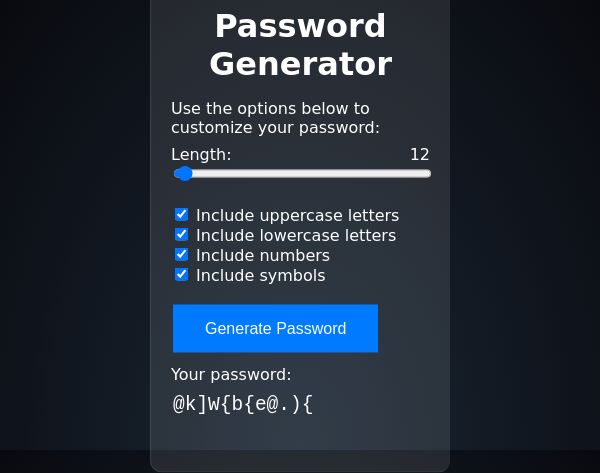 Password
Generator
Use the options below to
customize your password:
Length: 12
Include uppercase letters
Include lowercase letters
Include numbers
Include symbols
Generate Password
Your password:
@k]W{b{e@.){